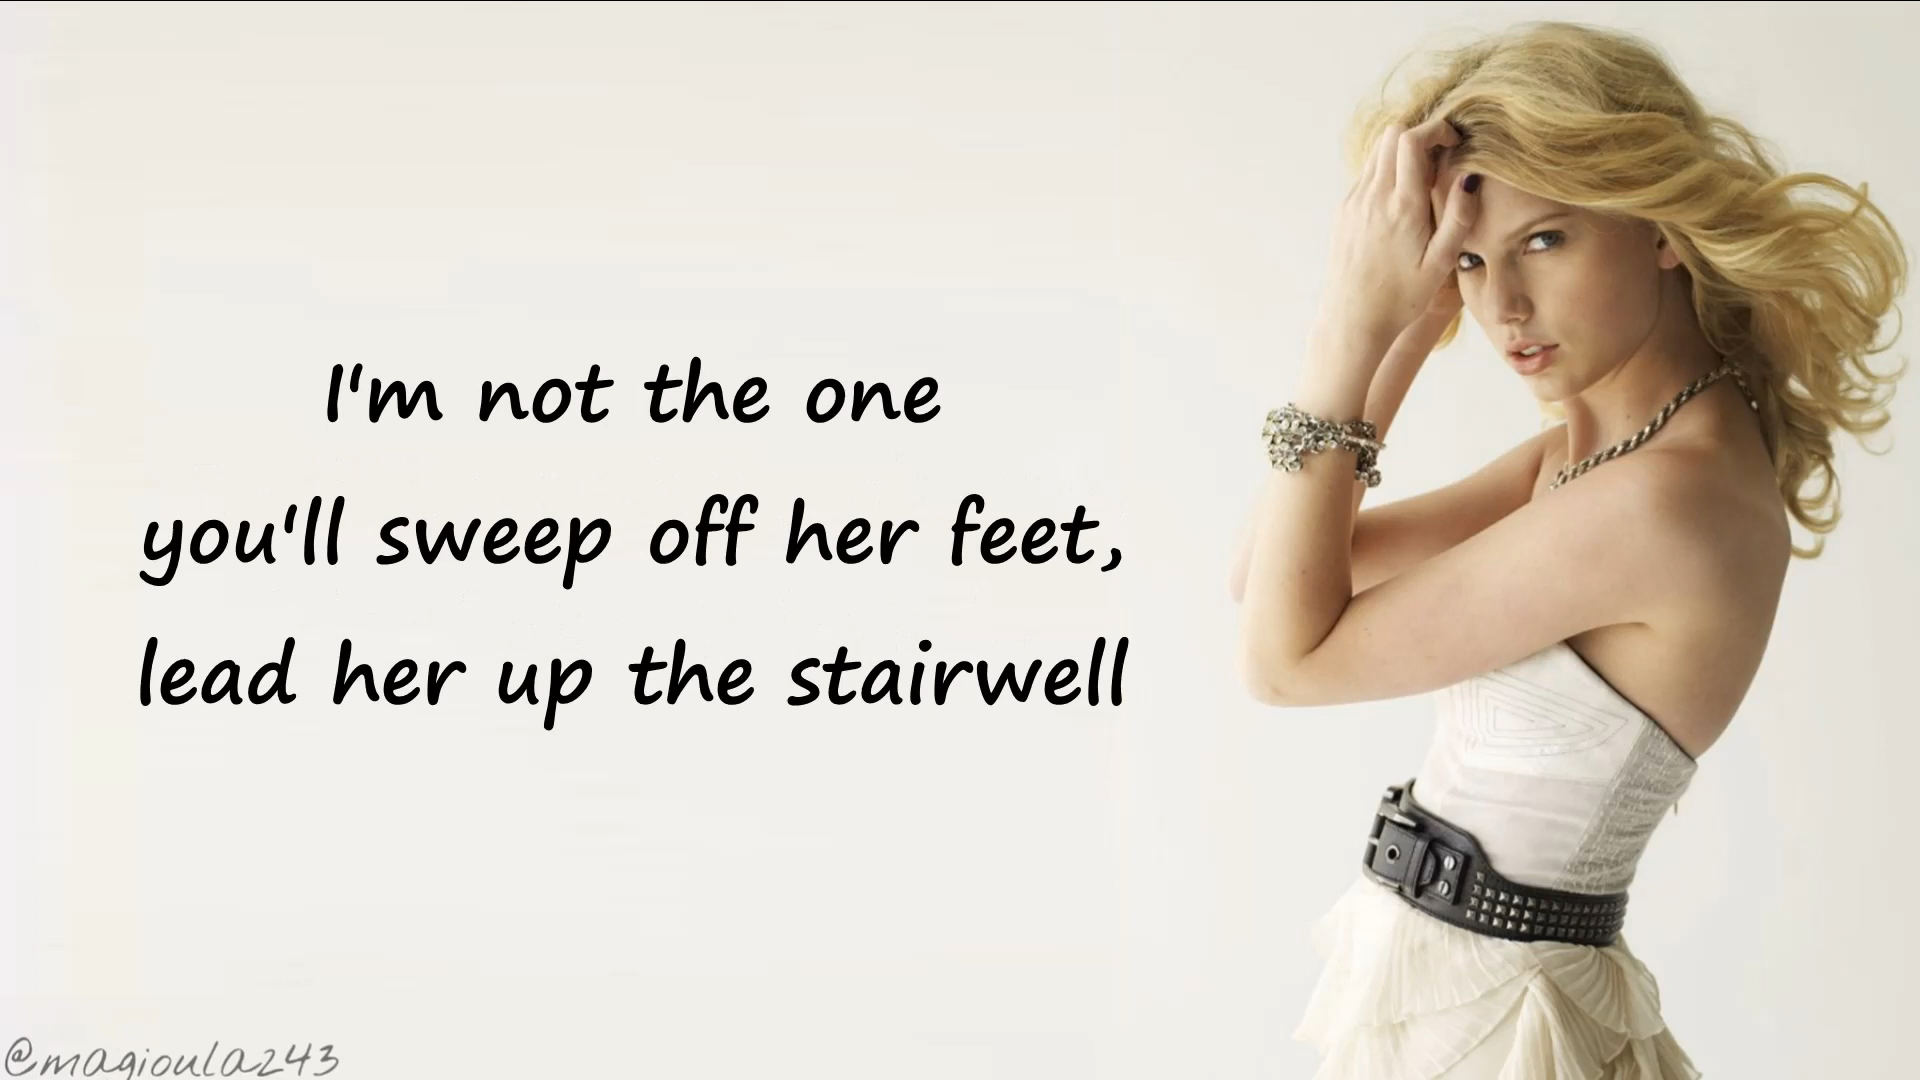 I'm not the one
you'll sweep off her feet,
lead her up the stairwell
@magioula243